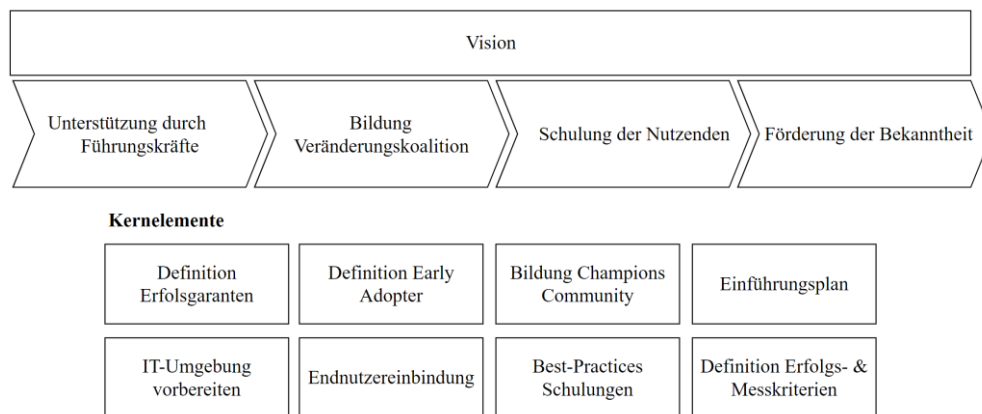 Vision
Unterstützung durch
Führungskräfte
Bildung
Veränderungskoalition
Schulung der Nutzenden
Förderung der Bekanntheit
Kernelemente
Definition
Erfolsgaranten
Definition Early
Adopter
Bildung Champions
Community
Einführungsplan
IT-Umgebung
vorbereiten
Endnutzereinbindung
Best-Practices
Schulungen
Definition Erfolgs- &
Messkriterien